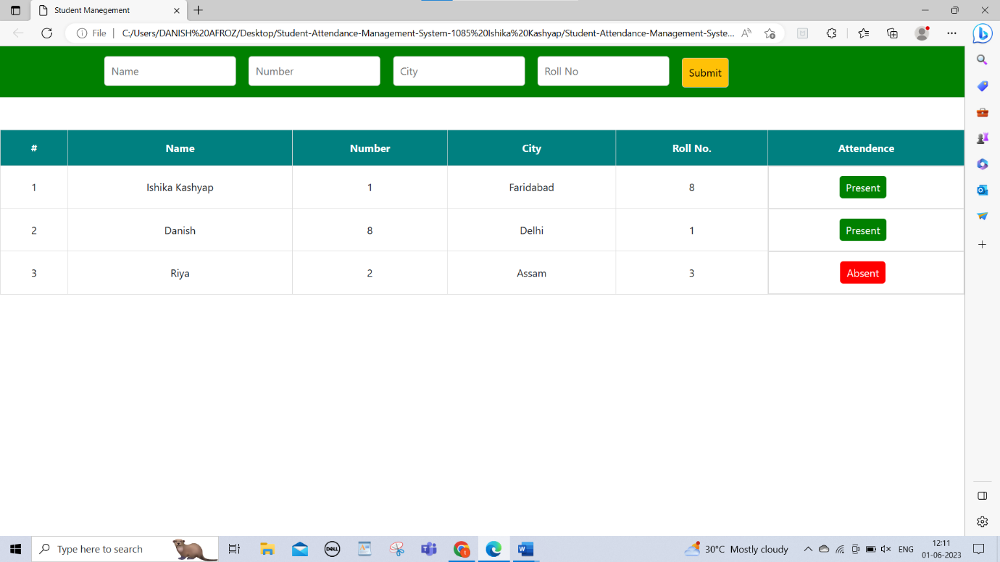 Student Manegement
File
C:/Users/DANISH%20AFROZ/Desktop/Student-Attendance-Management-System-1085%20Ishika%20Kashyap/Student-Attendance-Management-Syste...
Name Number City Roll No Submit
# Name Number City Roll No. Attendence
1 Ishika Kashyap 1 Faridabad 8 Present
2 Danish 8 Delhi 1 Present
3 Riya 2 Assam 3 Absent
Type here to search
DELL
30°C Mostly cloudy
ENG
12:11
01-06-2023